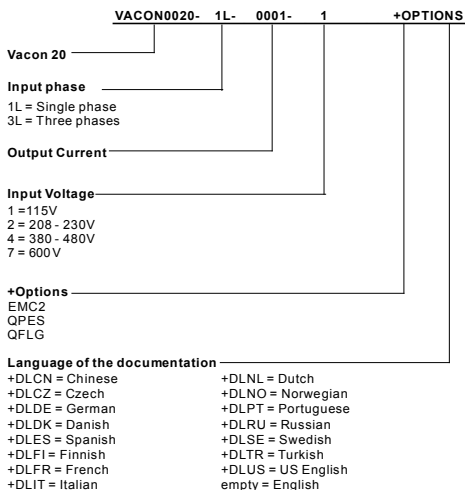 VACON0020- 1L- 0001- 1 +OPTIONS
Vacon 20
Input phase
1L = Single phase
3L = Three phases
Output Current
Input Voltage
1 =115V
2 = 208 - 230V
4 = 380 - 480V
7 = 600V
+Options
EMC2
QPES
QFLG
Language of the documentation
+DLCN = Chinese +DLNL = Dutch
+DLCZ = Czech +DLNO = Norwegian
+DLDE = German +DLPT = Portuguese
+DLDK = Danish +DLRU = Russian
+DLES = Spanish +DLSE = Swedish
+DLFI = Finnish +DLTR = Turkish
+DLFR = French +DLUS = US English
+DLIT = Italian empty = English